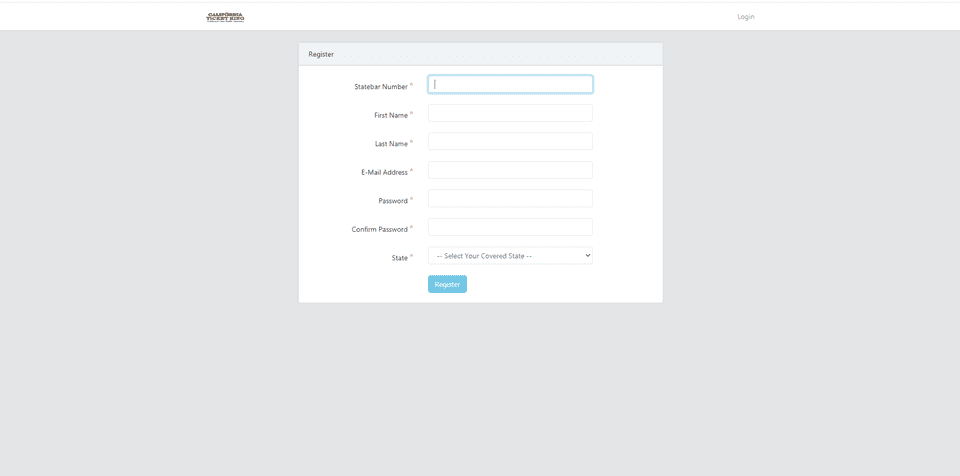 CALIFORNIA
TICKET KING
Login
Register
Statebar Number *
First Name *
Last Name *
E-Mail Address *
Password *
Confirm Password *
State *
-- Select Your Covered State --
Register